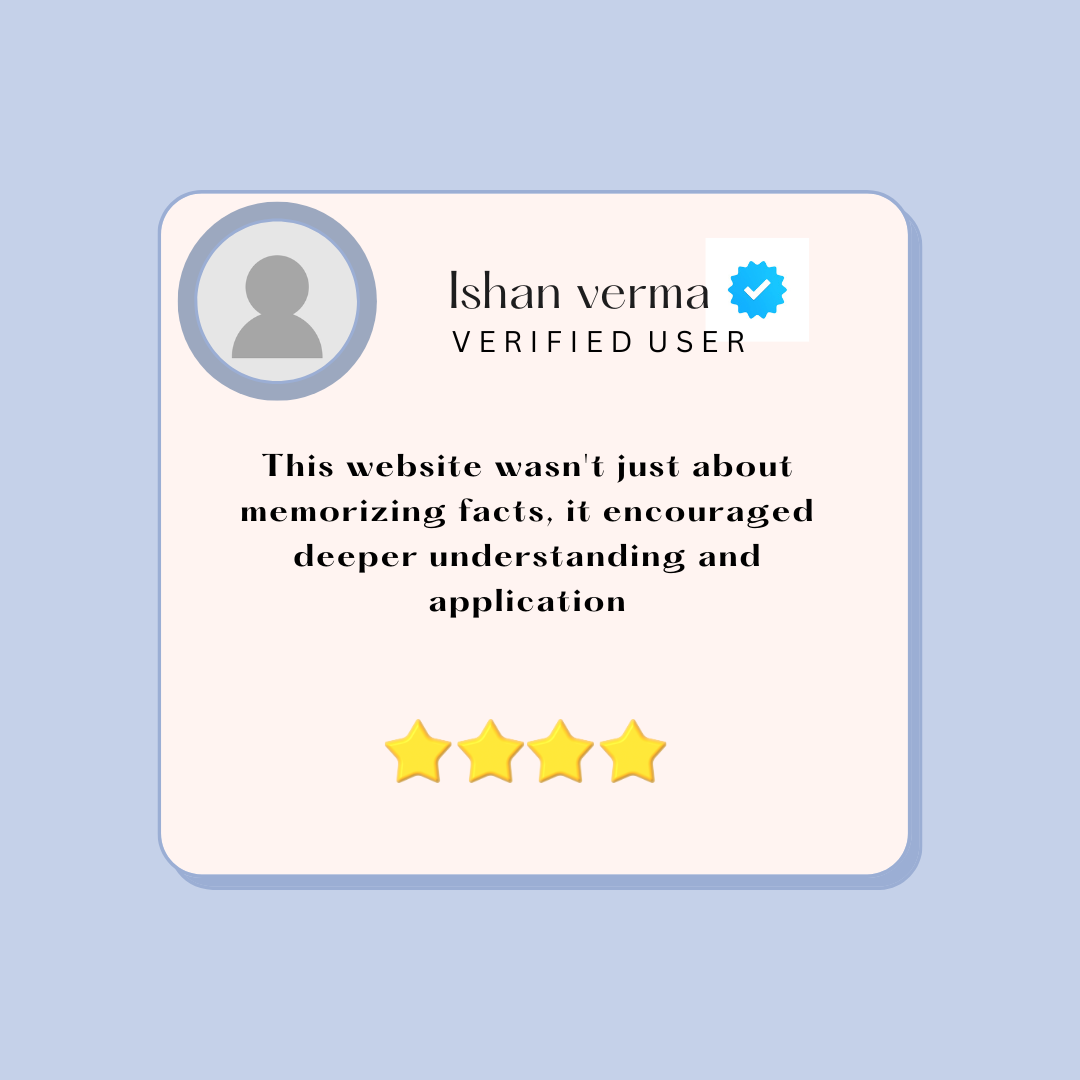 Ishan verma
VERIFIED USER
This website wasn't just about
memorizing facts, it encouraged
deeper understanding and
application